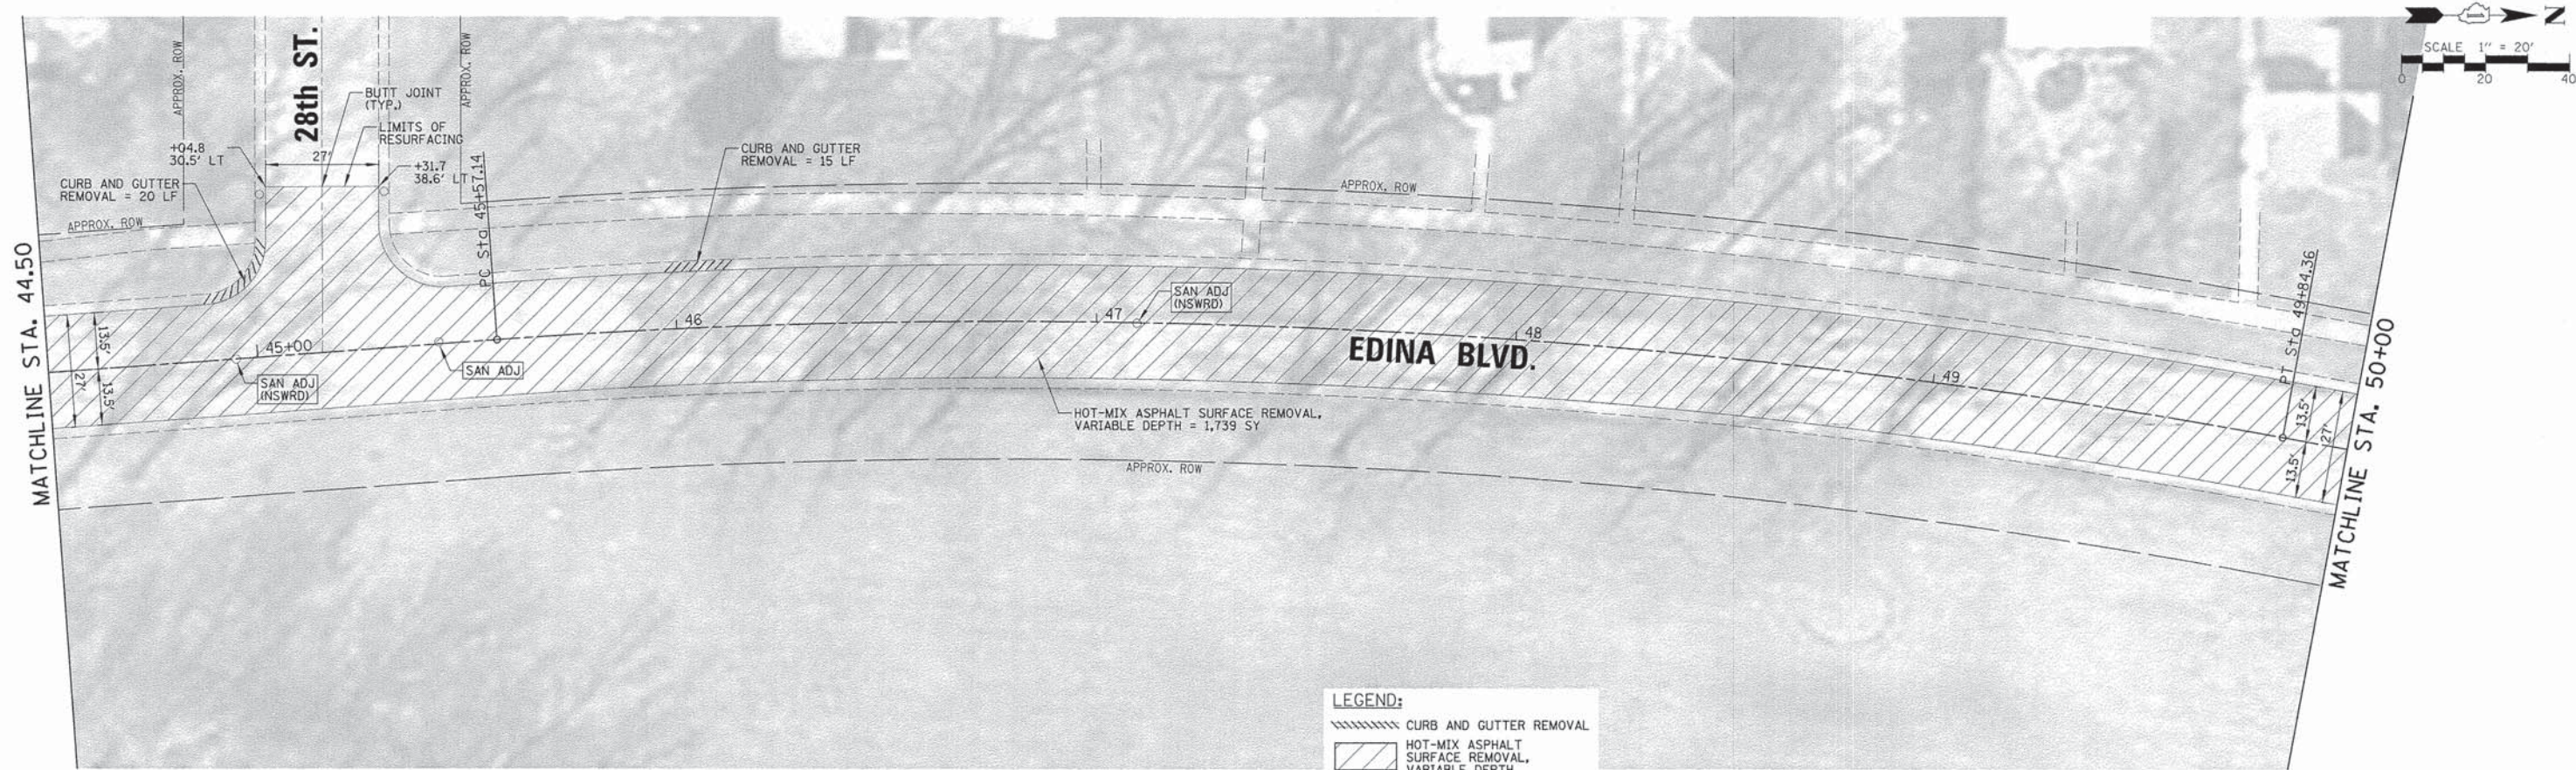 28th ST.
APPROX. ROW
APPROX. ROW
BUTT JOINT
(TYP.)
LIMITS OF
RESURFACING
+04.8
30.5' LT
27'
+31.7
38.6' LT
CURB AND GUTTER
REMOVAL = 20 LF
CURB AND GUTTER
REMOVAL = 15 LF
PC Sta 45+57.14
APPROX. ROW
APPROX. ROW
MATCHLINE STA. 44.50
13.5'
27'
13.5'
45+00
46
47
48
49
SAN ADJ
(NSWRD)
SAN ADJ
SAN ADJ
(NSWRD)
EDINA BLVD.
HOT-MIX ASPHALT SURFACE REMOVAL,
VARIABLE DEPTH = 1,739 SY
APPROX. ROW
PT Sta 49+84.36
13.5'
27'
13.5'
MATCHLINE STA. 50+00
N
SCALE 1" = 20'
0 20 40
LEGEND:
CURB AND GUTTER REMOVAL
HOT-MIX ASPHALT
SURFACE REMOVAL,
VARIABLE DEPTH